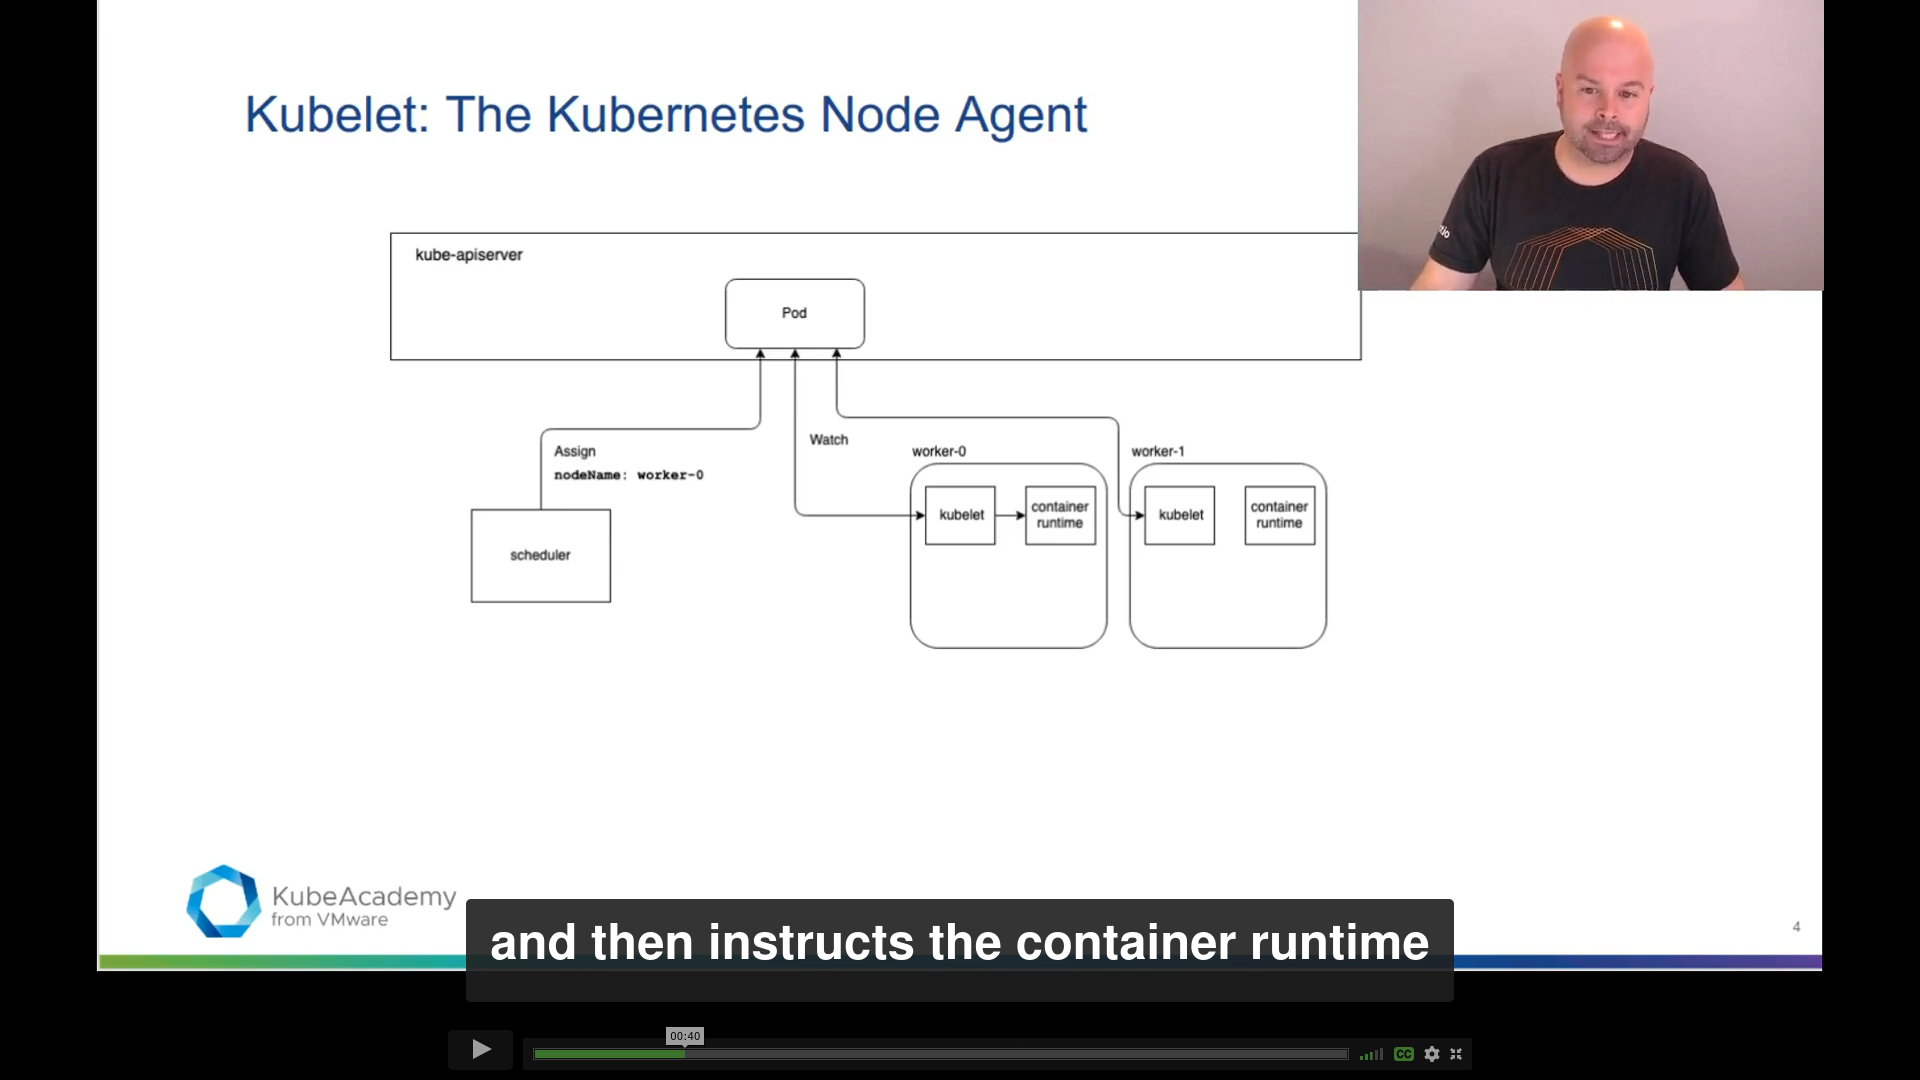 Kubelet: The Kubernetes Node Agent
kube-apiserver
Pod
Assign
nodeName: worker-0
Watch
worker-0
worker-1
scheduler
kubelet
container
runtime
kubelet
container
runtime
KubeAcademy
from VMware
4
and then instructs the container runtime
00:40
CC